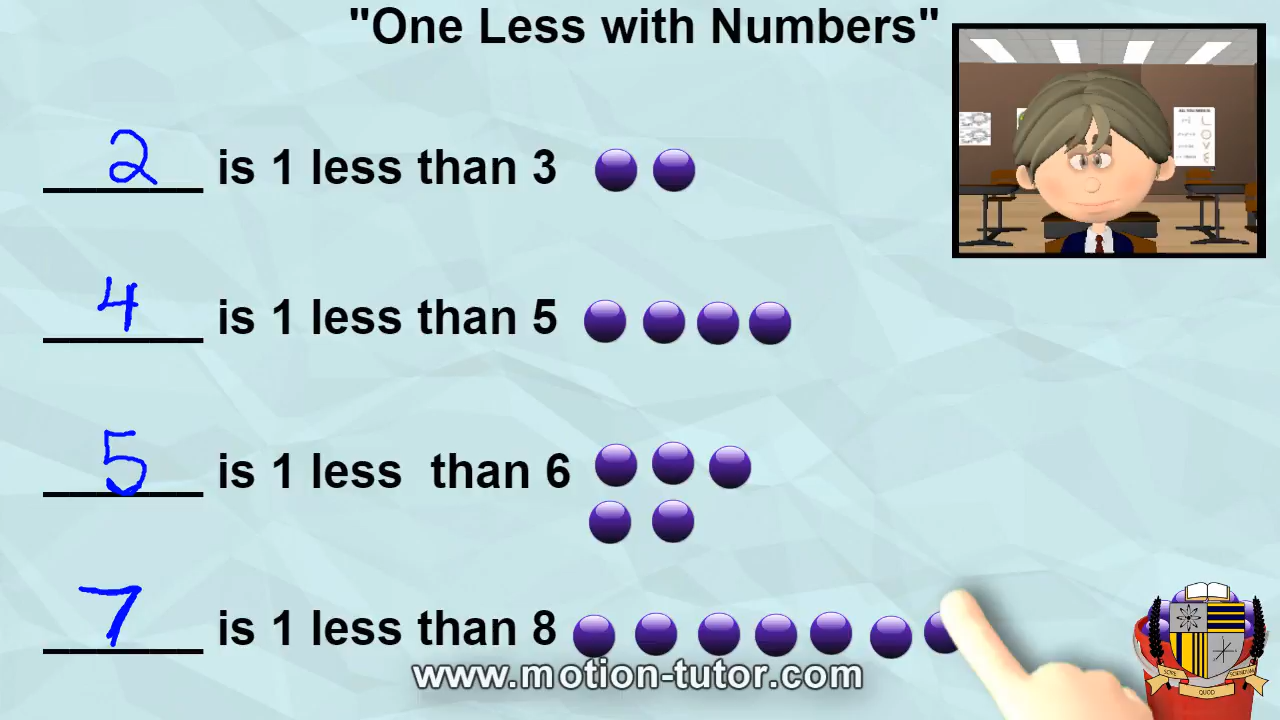 "One Less with Numbers"
2 is 1 less than 3
4 is 1 less than 5
5 is 1 less  than 6
7 is 1 less than 8
www.motion-tutor.com
QUOD